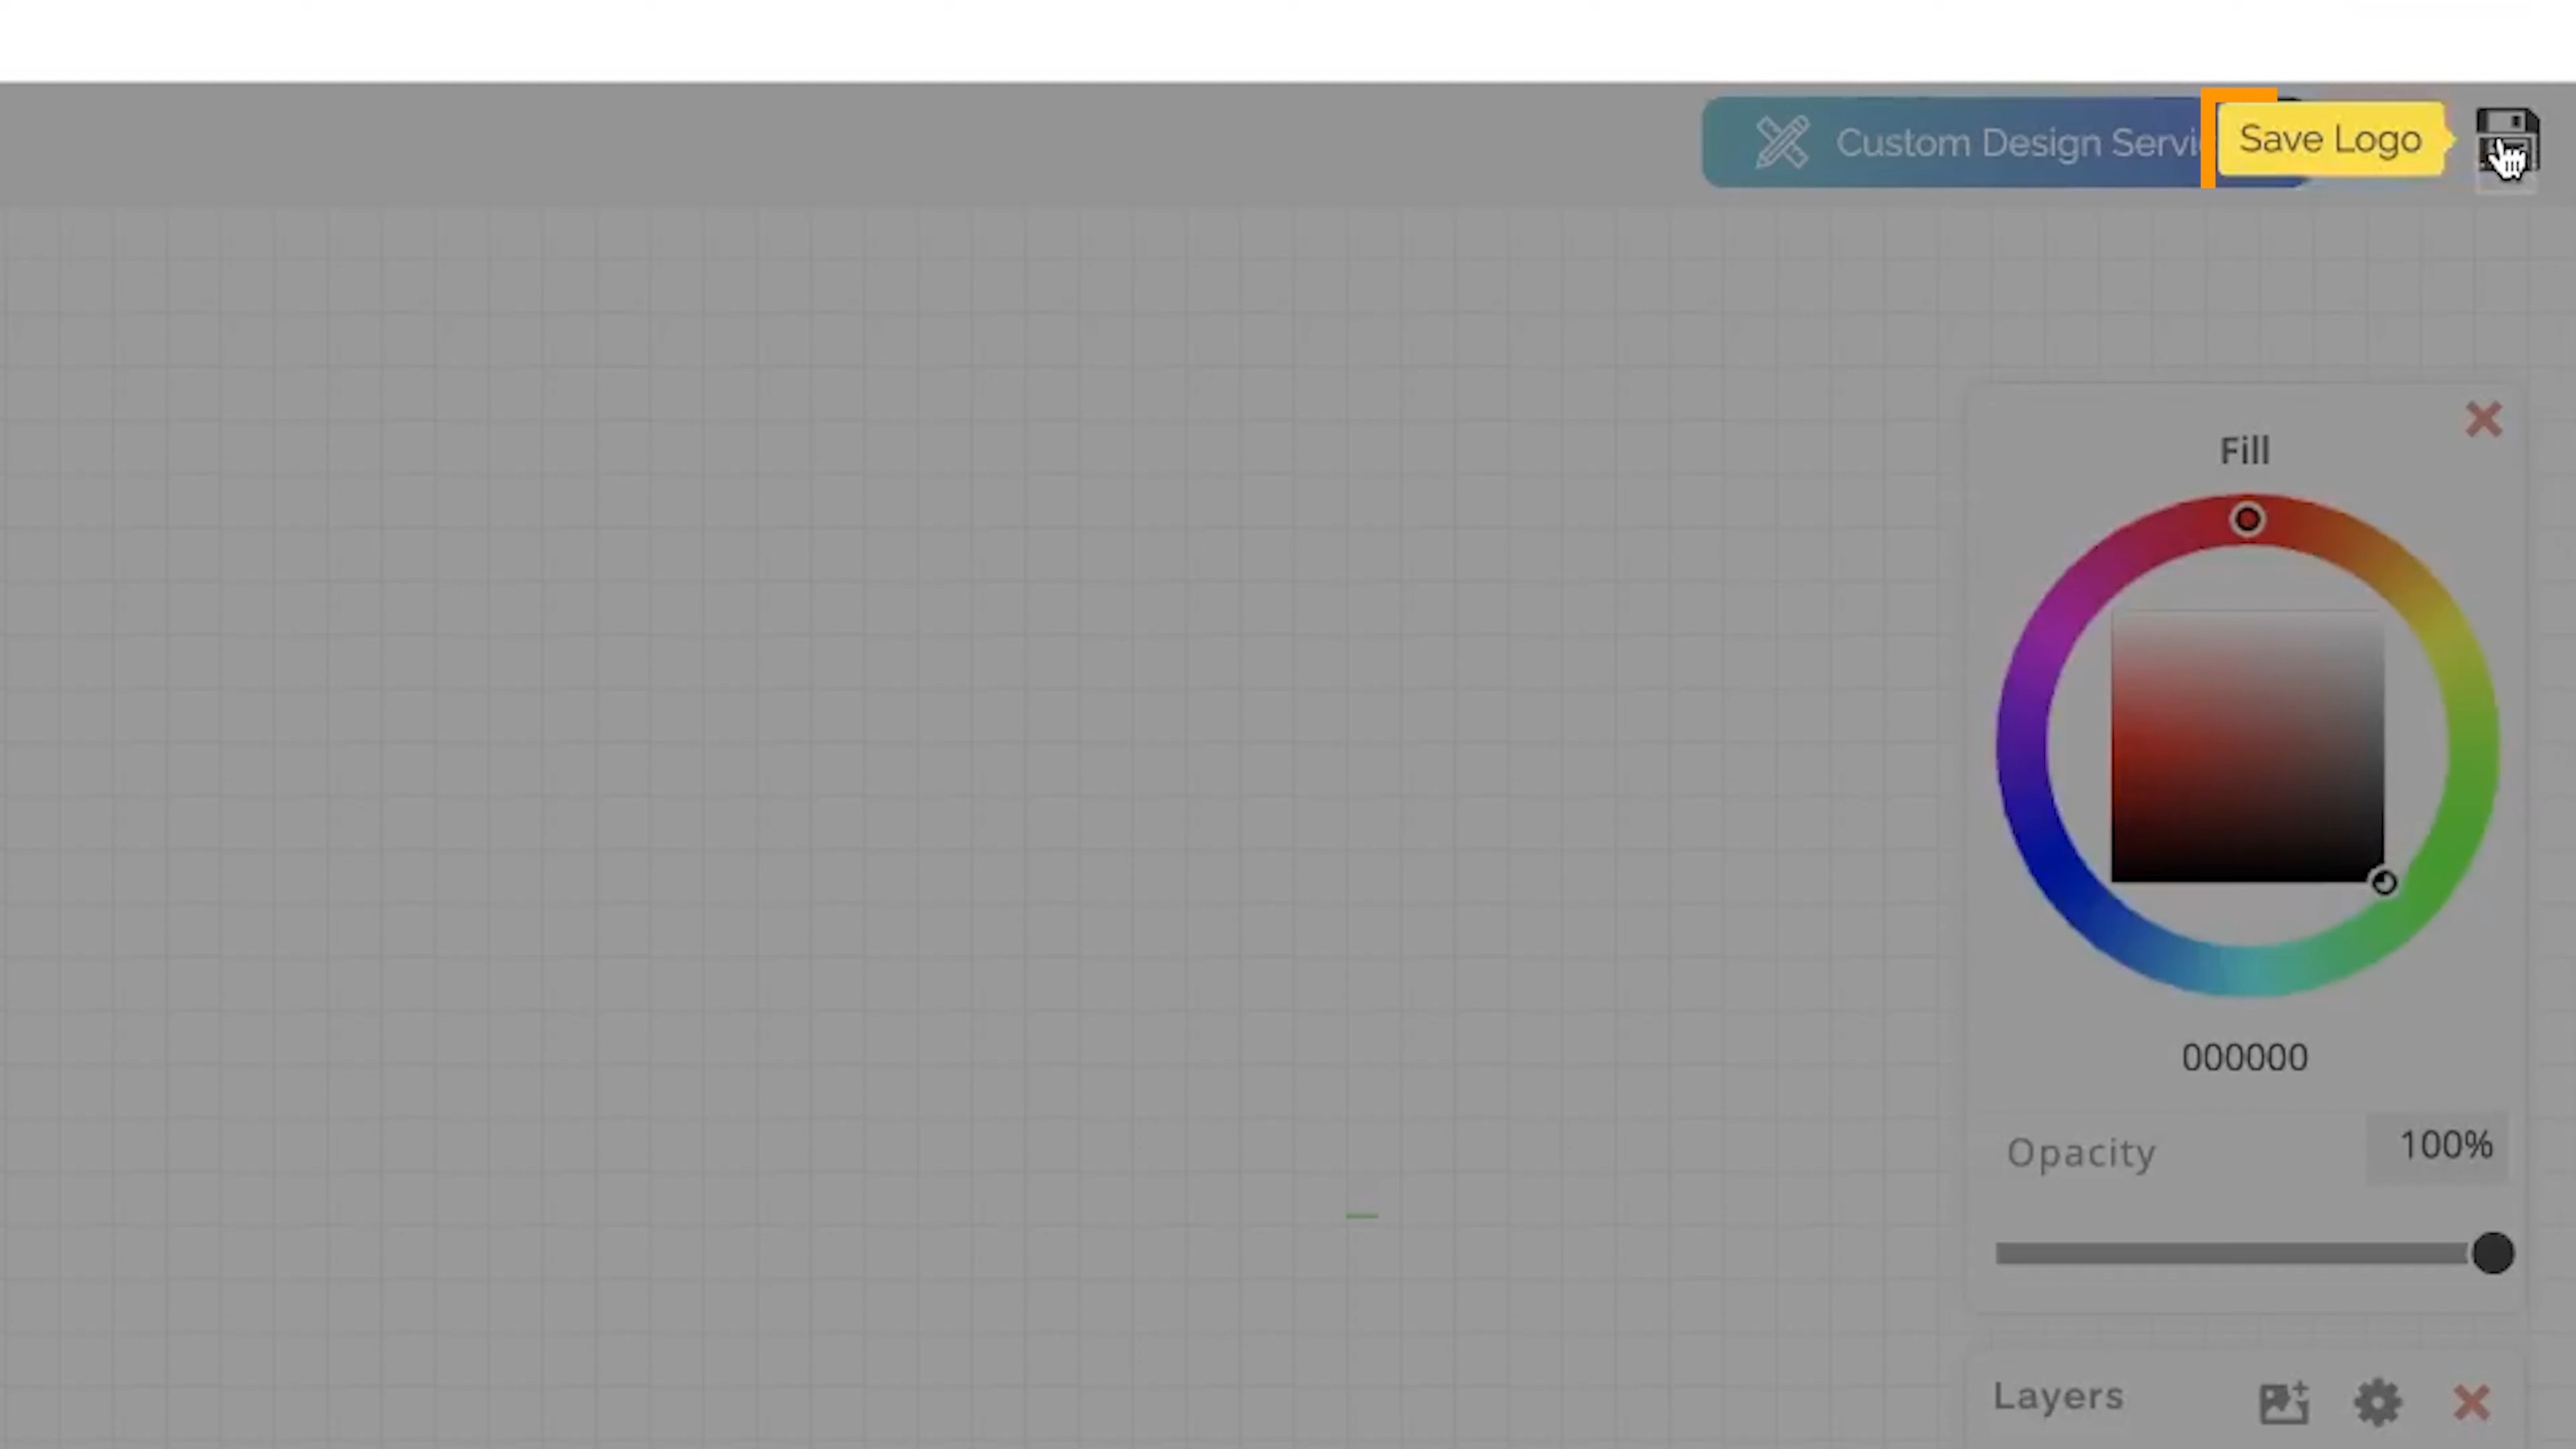 Custom Design Servi
Save Logo
Fill
000000
Opacity
100%
Layers